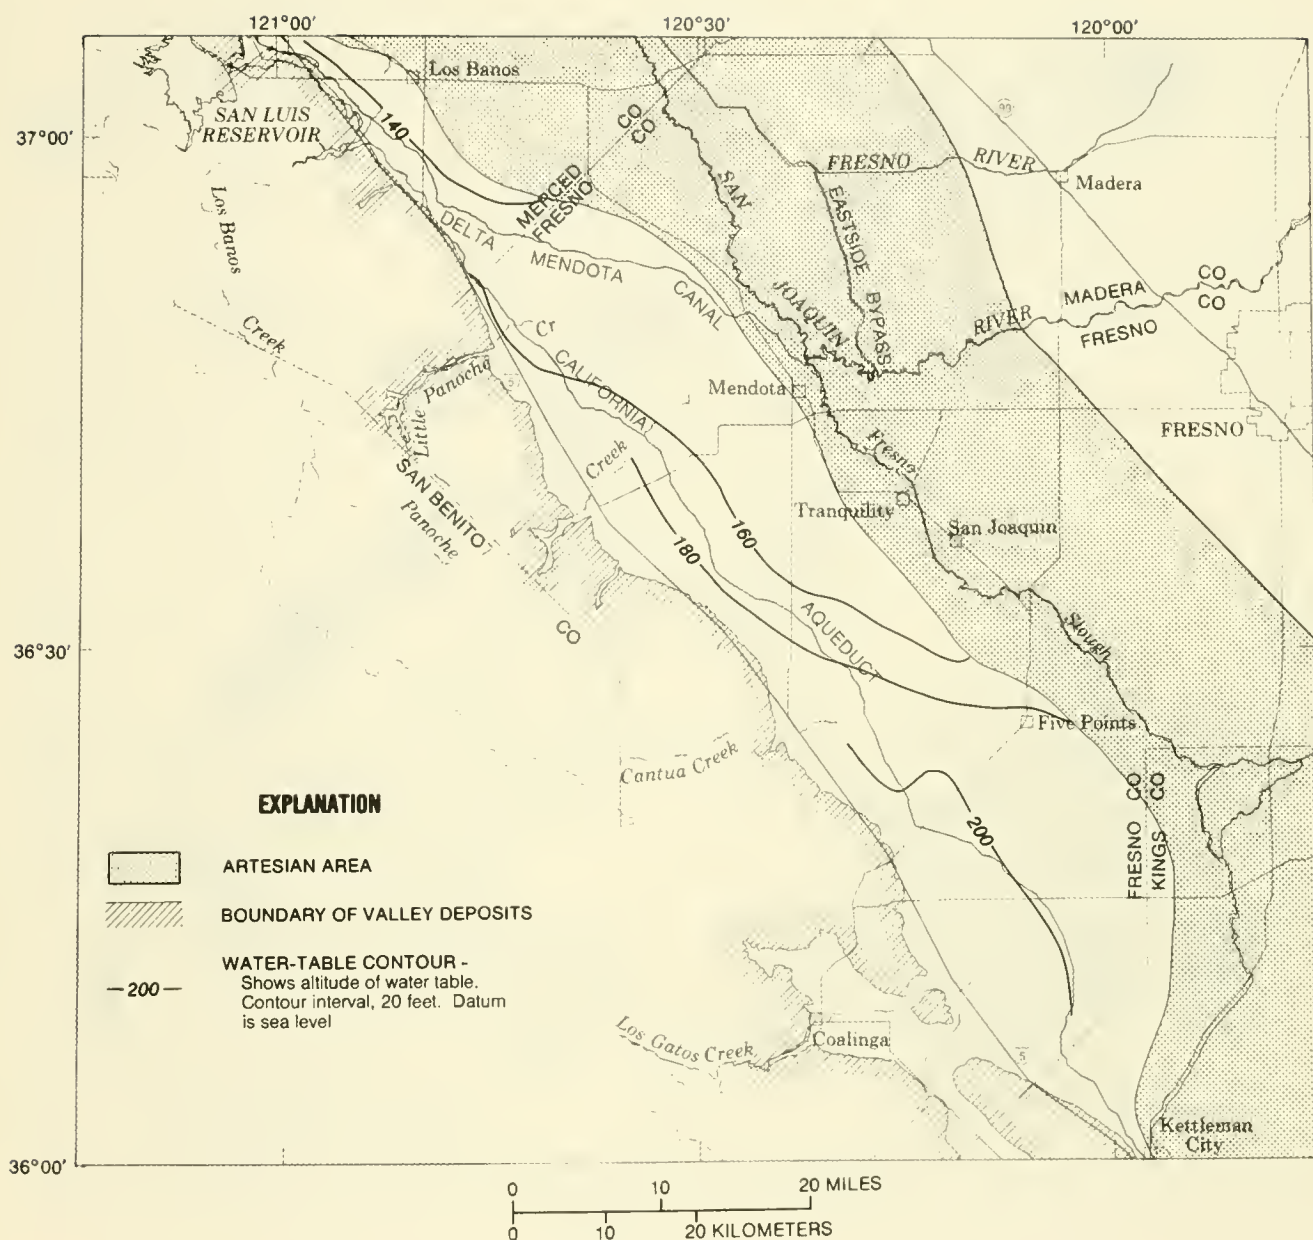 121°00'
120°30'
120°00'
37°00'
36°30'
36°00'
Los Banos
SAN LUIS
RESERVOIR
140
CO
CO
MERCED
FRESNO
SAN
JOAQUIN
RIVER
FRESNO
RIVER
Madera
EASTSIDE
BYPASS
Los Banos
Creek
DELTA
MENDOTA
CANAL
MADERA
CO
FRESNO
CO
Cr
Panoche
Little
CALIFORNIA
AQUEDUCT
Mendota
FRESNO
Fresno
Slough
Creek
Panoche
SAN BENITO
CO
Tranquility
San Joaquin
160
180
Five Points
Cantua Creek
200
FRESNO CO
KINGS CO
EXPLANATION
ARTESIAN AREA
BOUNDARY OF VALLEY DEPOSITS
WATER-TABLE CONTOUR -
Shows altitude of water table.
Contour interval, 20 feet. Datum
is sea level
—200—
Los Gatos Creek
Coalinga
5
Kettleman
City
0 10 20 MILES
0 10 20 KILOMETERS